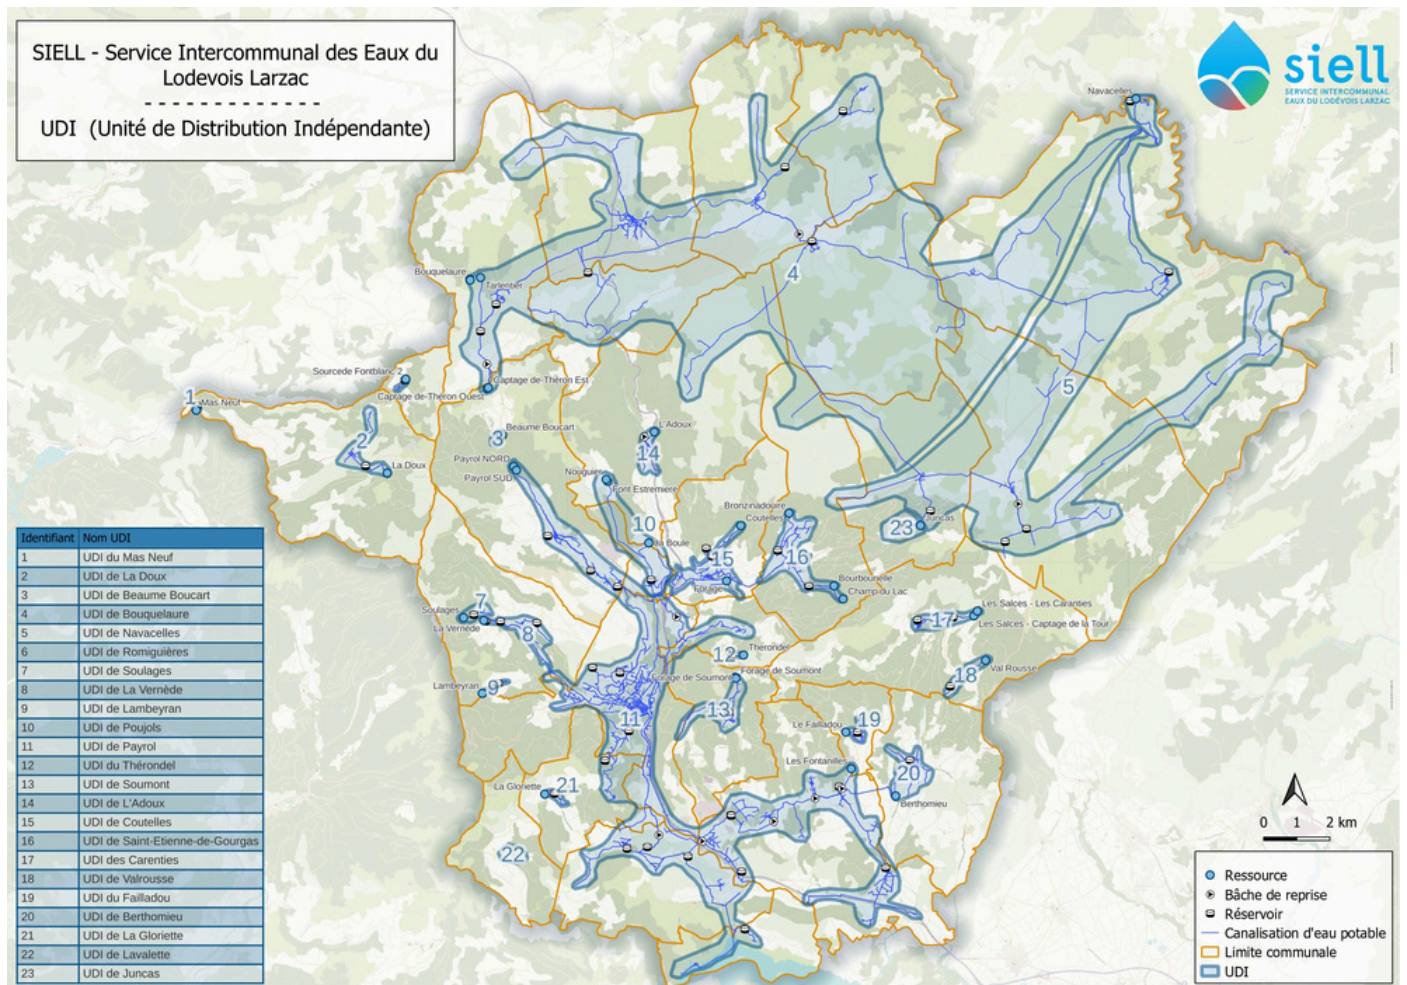 SIELL - Service Intercommunal des Eaux du
Lodevois Larzac
- - - - - - - - - - - - -
UDI (Unité de Distribution Indépendante)
siell
SERVICE INTERCOMMUNAL
EAUX DU LODÉVOIS LARZAC
Navacelles
4
Bouquelaure
Tarlentier
5
Sourcede Fontblanc 2
Captage de-Théron Est
Captage de-Théron Ouest
1
Mas Neuf
2
La Doux
3
Beaume Boucart
L'Adoux
14
Payrol NORD
Payrol SUD
Font Estremiere
10
La Boule
Bronzinadouire
Coutelles
15
Forage
16
Bourbounelle
Champ du Lac
23
Juncas
Soulages
7
La Vernède
8
Les Salces - Les Caranties
17
Les Salces - Captage de la Tour
12
Thérondel
Forage de Soumont
Forage de Soumont
18
Val Rousse
Lambeyran
9
13
11
Le Failladou
19
Les Fontanilles
20
Berthomieu
La Gloriette
21
22
Identifiant Nom UDI
1 UDI du Mas Neuf
2 UDI de La Doux
3 UDI de Beaume Boucart
4 UDI de Bouquelaure
5 UDI de Navacelles
6 UDI de Romiguières
7 UDI de Soulages
8 UDI de La Vernède
9 UDI de Lambeyran
10 UDI de Poujols
11 UDI de Payrol
12 UDI du Thérondel
13 UDI de Soumont
14 UDI de L'Adoux
15 UDI de Coutelles
16 UDI de Saint-Etienne-de-Gourgas
17 UDI des Carenties
18 UDI de Valrousse
19 UDI du Failladou
20 UDI de Berthomieu
21 UDI de La Gloriette
22 UDI de Lavalette
23 UDI de Juncas
0 1 2 km
Ressource
Bâche de reprise
Réservoir
Canalisation d'eau potable
Limite communale
UDI